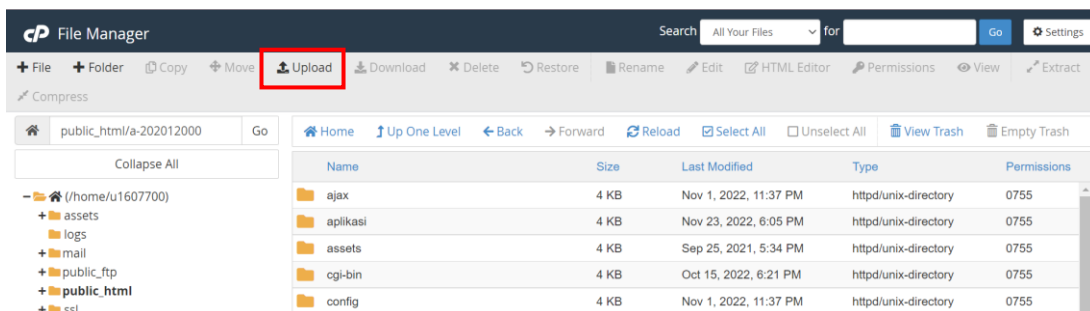 cP File Manager Search All Your Files for Go Settings
+ File + Folder Copy Move Upload Download Delete Restore Rename Edit HTML Editor Permissions View Extract
Compress
public_html/a-202012000 Go Home Up One Level Back Forward Reload Select All Unselect All View Trash Empty Trash
Collapse All Name Size Last Modified Type Permissions
ajax 4 KB Nov 1, 2022, 11:37 PM httpd/unix-directory 0755
(/home/u1607700)
aplikasi 4 KB Nov 23, 2022, 6:05 PM httpd/unix-directory 0755
assets
logs
assets 4 KB Sep 25, 2021, 5:34 PM httpd/unix-directory 0755
mail
cgi-bin 4 KB Oct 15, 2022, 6:21 PM httpd/unix-directory 0755
public_ftp
public_html
config 4 KB Nov 1, 2022, 11:37 PM httpd/unix-directory 0755
ssl